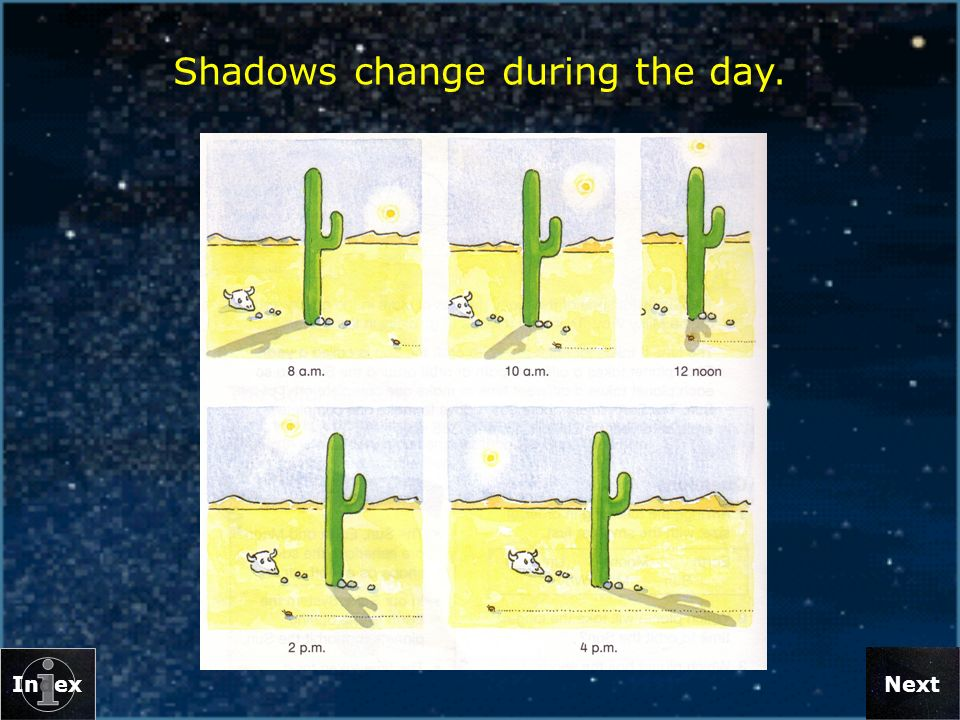 Shadows change during the day.
8 a.m.
10 a.m.
12 noon
2 p.m.
4 p.m.
Index
Next